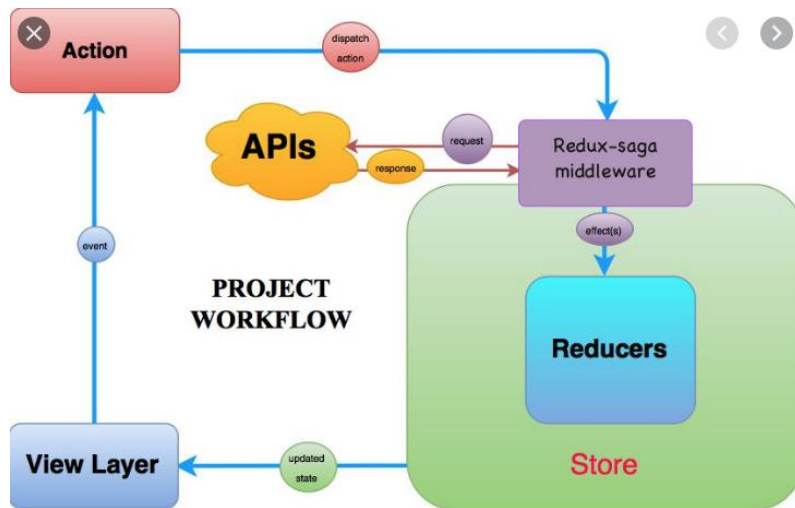 Action
dispatch
action
APIs
request
response
Redux-saga
middleware
event
effect(s)
PROJECT
WORKFLOW
Reducers
View Layer
updated
state
Store